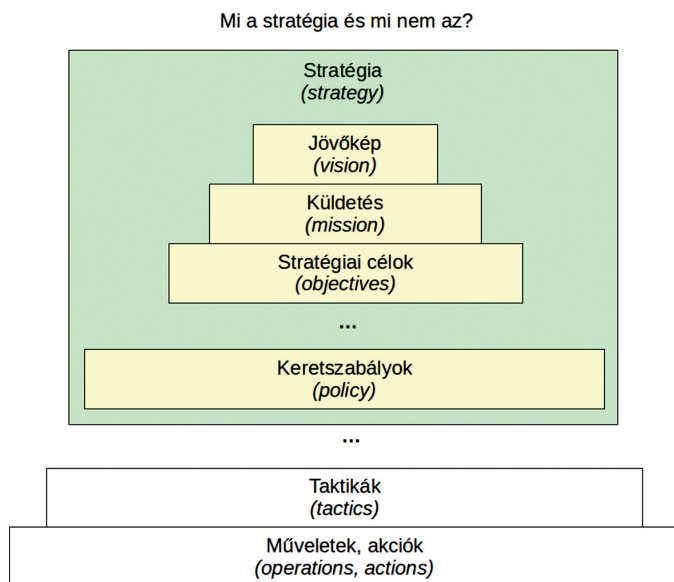 Mi a stratégia és mi nem az?
Stratégia
(strategy)
Jövőkép
(vision)
Küldetés
(mission)
Stratégiai célok
(objectives)
...
Keretszabályok
(policy)
...
Taktikák
(tactics)
Műveletek, akciók
(operations, actions)